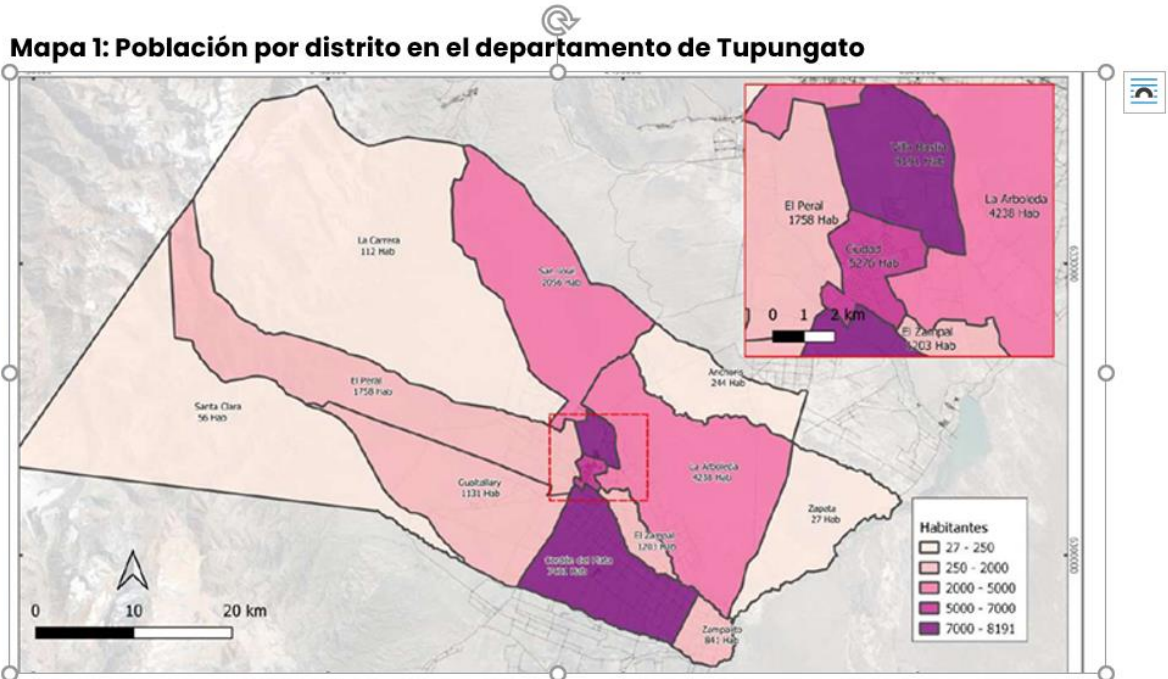 Mapa 1: Población por distrito en el departamento de Tupungato
La Carrera
112 Hab
San José
2056 Hab
El Peral
1758 Hab
Santa Clara
56 Hab
Gualtallary
1131 Hab
Anchoris
244 Hab
La Arboleda
4238 Hab
Zapata
27 Hab
El Zampal
1203 Hab
Cordón del Plata
Hab
Zampalito
841 Hab
Villa Bastía
8191 Hab
El Peral
1758 Hab
La Arboleda
4238 Hab
Ciudad
5276 Hab
El Zampal
1203 Hab
0 1 2 km
6330000
6300000
Habitantes
27 - 250
250 - 2000
2000 - 5000
5000 - 7000
7000 - 8191
0 10 20 km